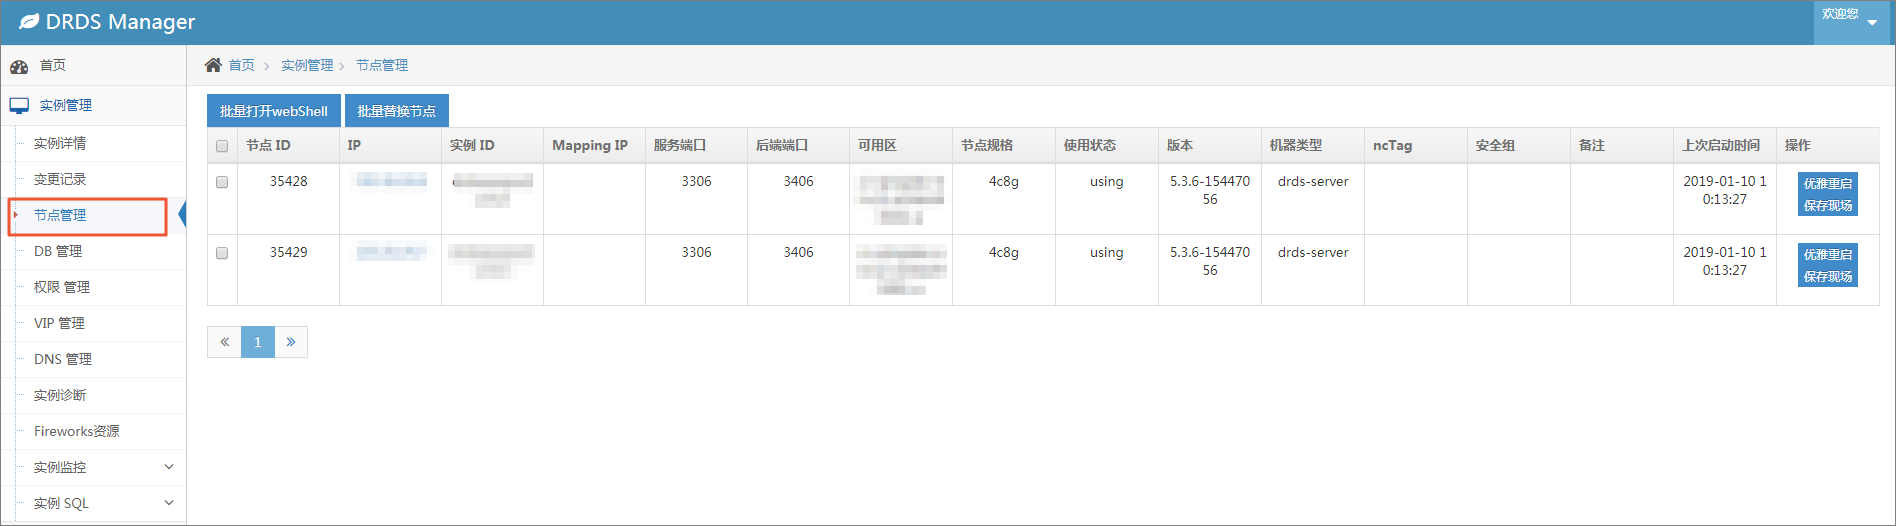 DRDS Manager
欢迎您
首页
首页 > 实例管理 > 节点管理
实例管理
实例详情
变更记录
节点管理
DB 管理
权限 管理
VIP 管理
DNS 管理
实例诊断
Fireworks资源
实例监控
实例 SQL
批量打开webShell 批量替换节点
节点 ID IP 实例 ID Mapping IP 服务端口 后端端口 可用区 节点规格 使用状态 版本 机器类型 ncTag 安全组 备注 上次启动时间 操作
35428 3306 3406 4c8g using 5.3.6-154470 drds-server 2019-01-10 1 优雅重启
56 0:13:27 保存现场
35429 3306 3406 4c8g using 5.3.6-154470 drds-server 2019-01-10 1 优雅重启
56 0:13:27 保存现场
« 1 »